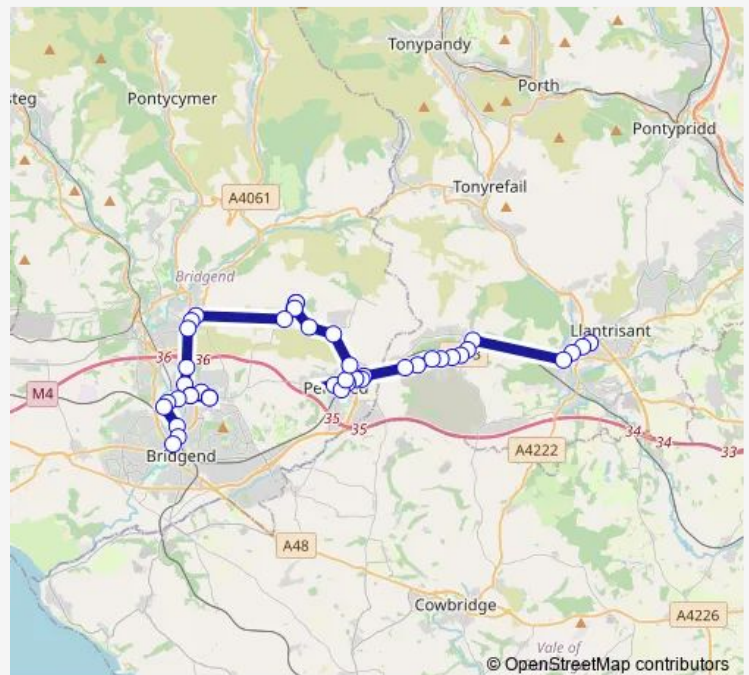 Tonypandy
steg
Pontycymer
Porth
Pontypridd
Tonyrefail
A4061
Bridgend
Llantrisant
36
36
M4
35
35
34
34
33
A4222
Bridgend
A48
Cowbridge
A4226
Vale of
© OpenStreetMap contributors